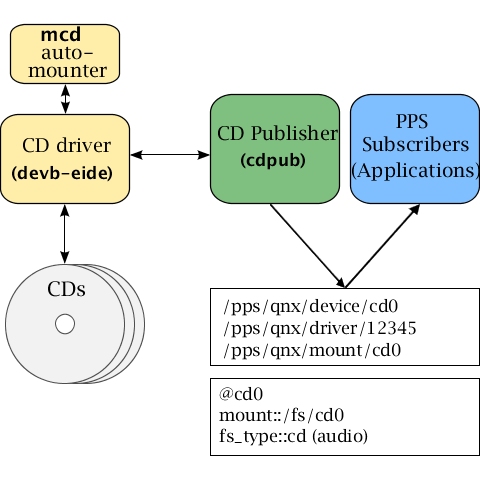 mcd
auto-
mounter
CD driver
(devb-eide)
CD Publisher
(cdpub)
PPS
Subscribers
(Applications)
CDs
/pps/qnx/device/cd0
/pps/qnx/driver/12345
/pps/qnx/mount/cd0
@cd0
mount::/fs/cd0
fs_type::cd (audio)